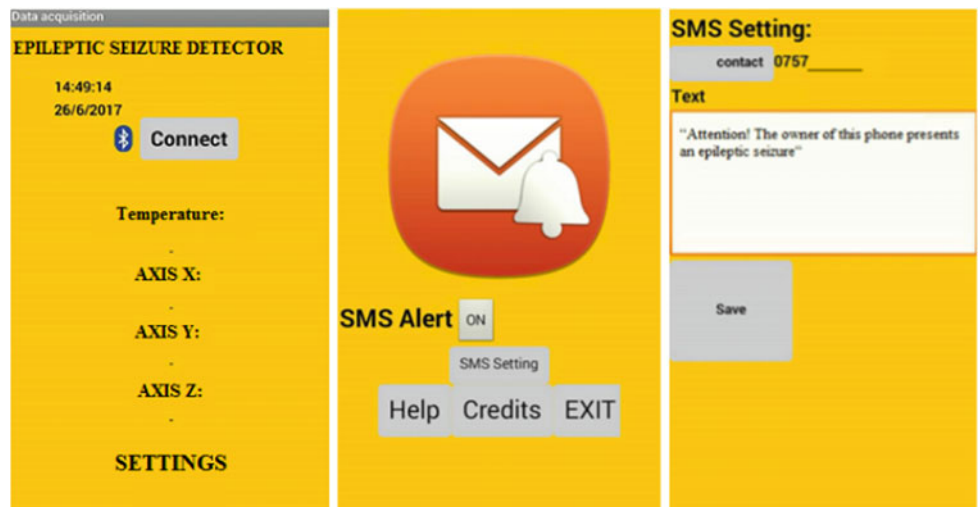 Data acquisition
EPILEPTIC SEIZURE DETECTOR
14:49:14
26/6/2017
Connect
Temperature:
-
AXIS X:
-
AXIS Y:
-
AXIS Z:
-
SETTINGS
SMS Alert ON
SMS Setting
Help Credits EXIT
SMS Setting:
contact 0757______
Text
"Attention! The owner of this phone presents
an epileptic seizure"
Save